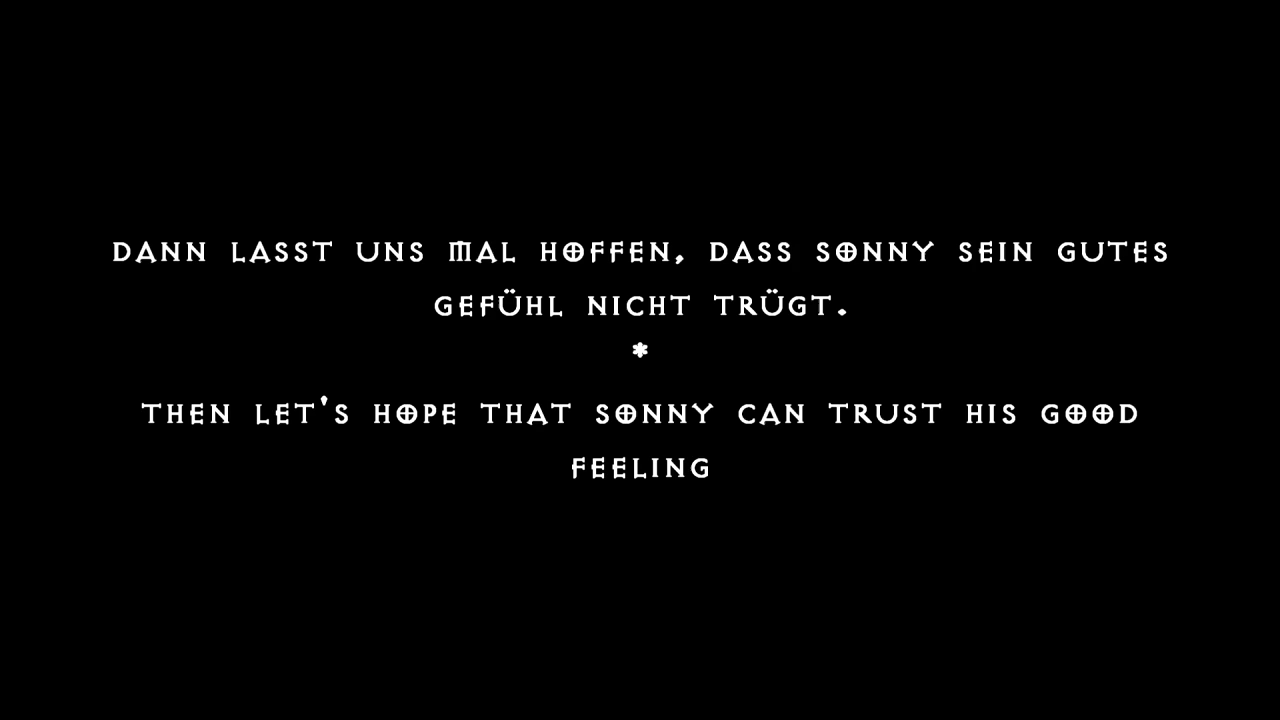 DANN LASST UNS MAL HOFFEN, DASS SONNY SEIN GUTES
GEFÜHL NICHT TRÜGT.
*
THEN LET'S HOPE THAT SONNY CAN TRUST HIS GOOD
FEELING